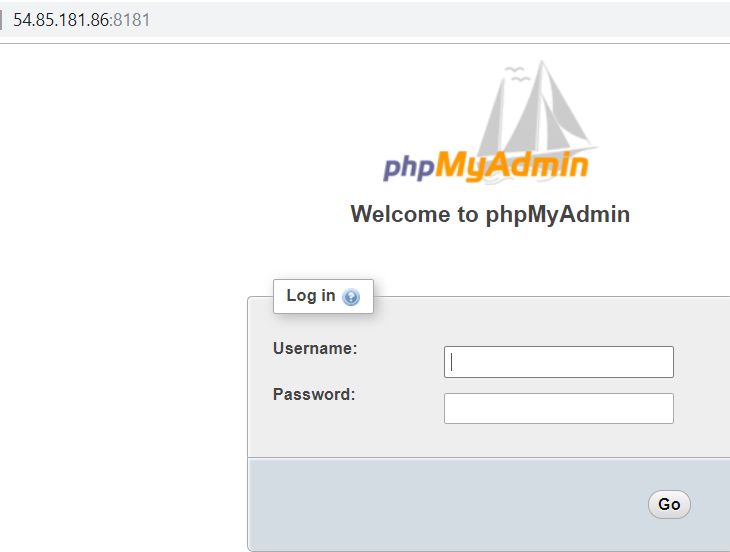 54.85.181.86:8181
phpMyAdmin
Welcome to phpMyAdmin
Log in ?
Username:
Password:
Go